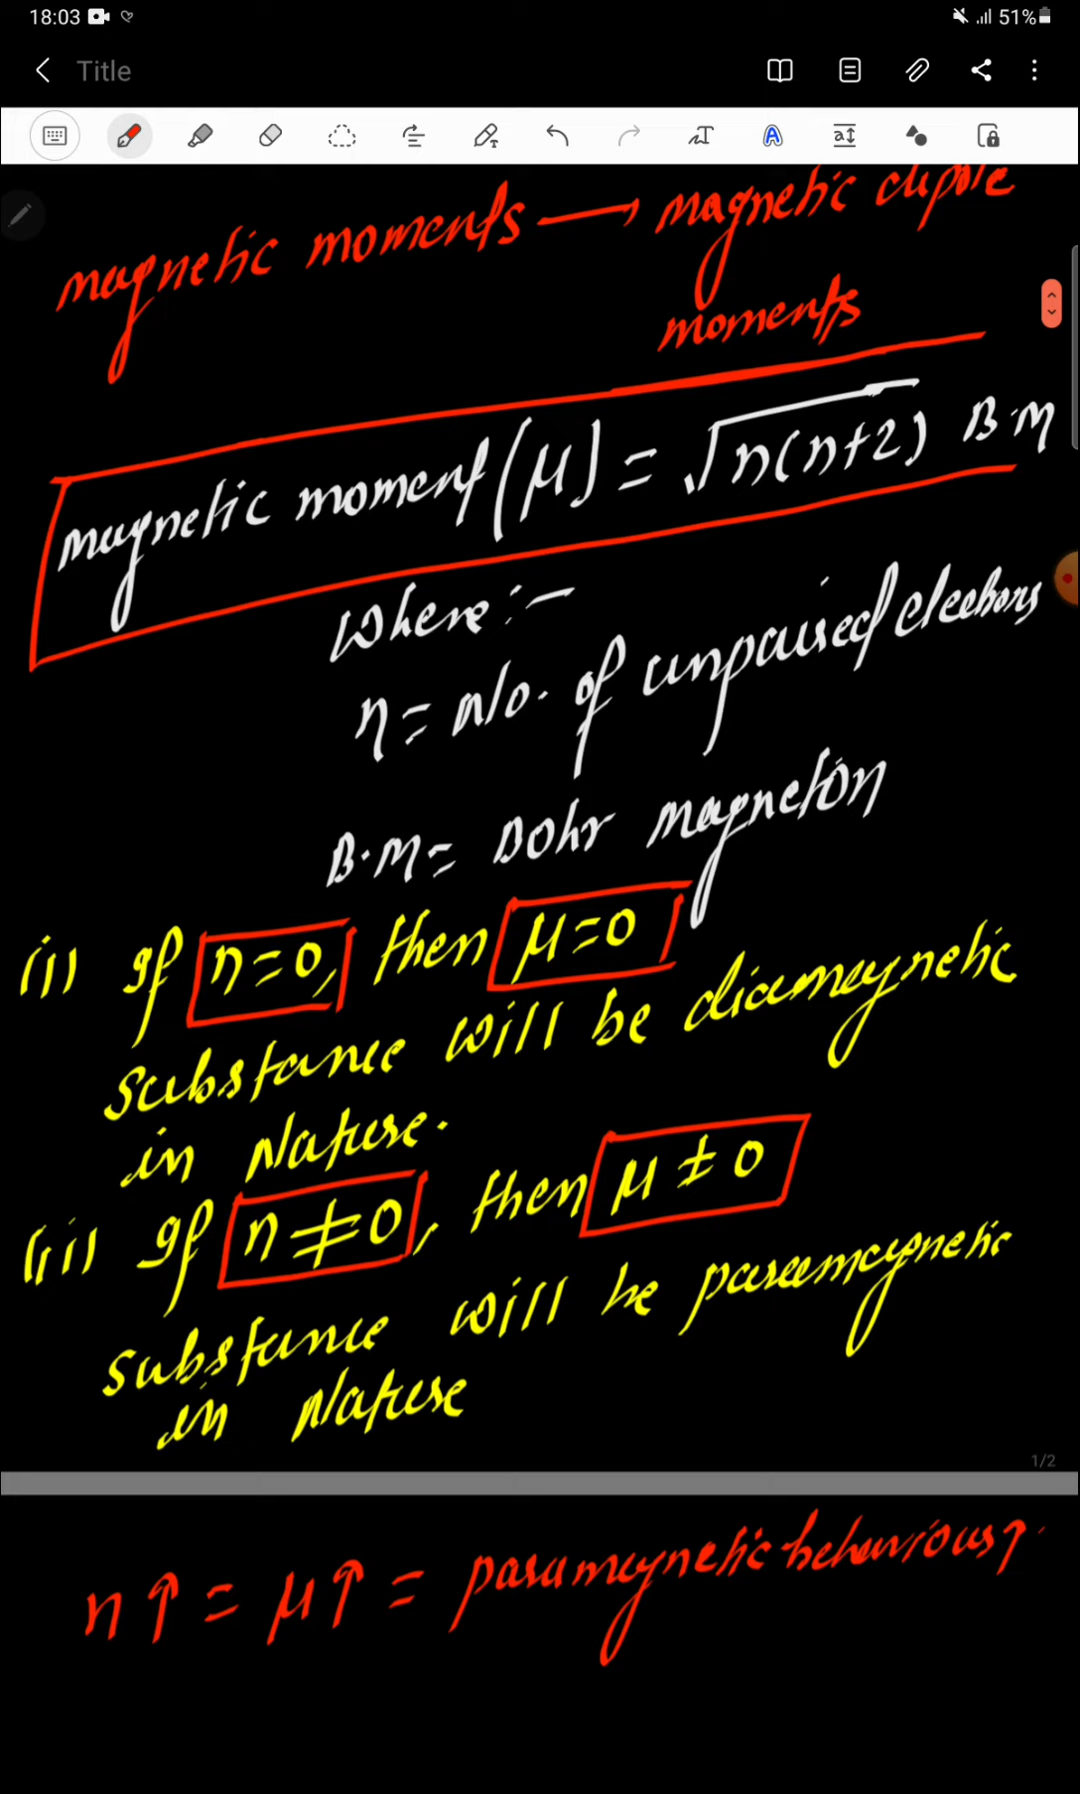 18:03 51%
Title
magnetic moments → magnetic dipole
moments
magnetic moment (μ) = √n(n+2) B.M
Where:-
n = No. of unpaired electrons
B.M = Bohr magneton
(i) If n=0, then μ=0
substance will be diamagnetic
in Nature.
(ii) If n≠0, then μ≠0
substance will be paramagnetic
in Nature
1/2
n↑ = μ↑ = paramagnetic behaviour↑.